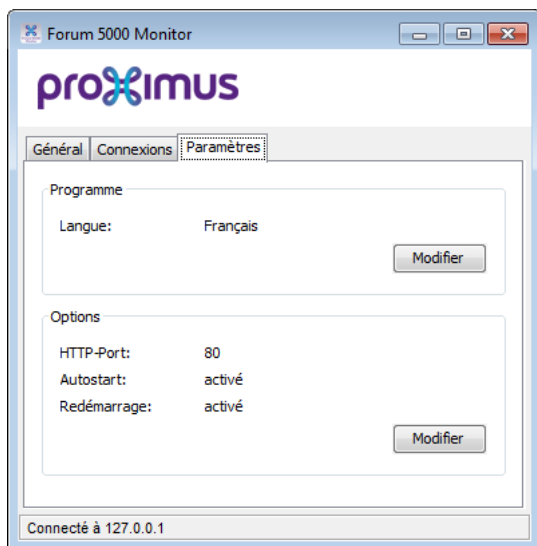 Forum 5000 Monitor
proximus
Général Connexions Paramètres
Programme
Langue: Français
Modifier
Options
HTTP-Port: 80
Autostart: activé
Redémarrage: activé
Modifier
Connecté à 127.0.0.1